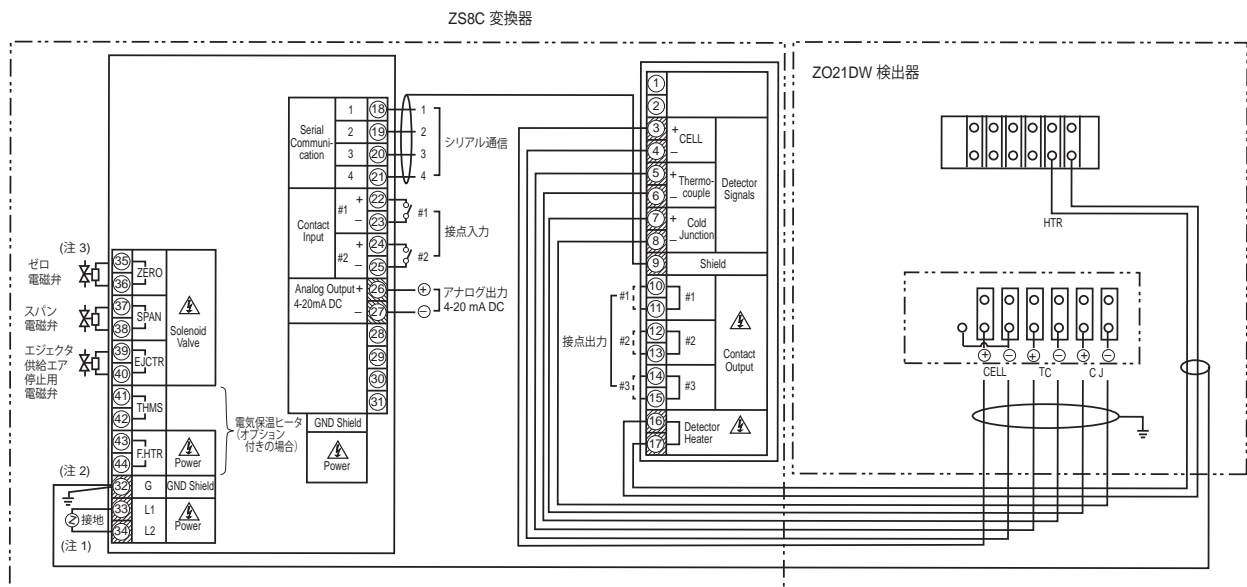 ZS8C 変換器
ZO21DW 検出器
Serial
Communi-
cation
1
2
3
4
18
19
20
21
1
2
3
4
シリアル通信
Contact
Input
#1
+
−
#2
+
−
22
23
24
25
#1
#2
接点入力
Analog Output
4-20mA DC
+
−
26
27
⊕
⊖
アナログ出力
4-20 mA DC
28
29
30
31
GND Shield
Power
(注 3)
ゼロ
電磁弁
スパン
電磁弁
エジェクタ
供給エア
停止用
電磁弁
35
36
ZERO
37
38
SPAN
39
40
EJCTR
Solenoid
Valve
41
42
THMS
43
44
F.HTR
Power
電気保温ヒータ
(オプション
付きの場合)
(注 2)
32
G
GND Shield
接地
33
L1
34
L2
Power
(注 1)
1
2
3
+
CELL
4
−
5
+
Thermo-
couple
6
−
7
+
Cold
Junction
8
−
Detector
Signals
9
Shield
接点出力
#1
#2
#3
10
11
#1
12
13
#2
14
15
#3
Contact
Output
16
17
Detector
Heater
HTR
⊕
⊖
⊕
⊖
⊕
⊖
CELL
TC
CJ